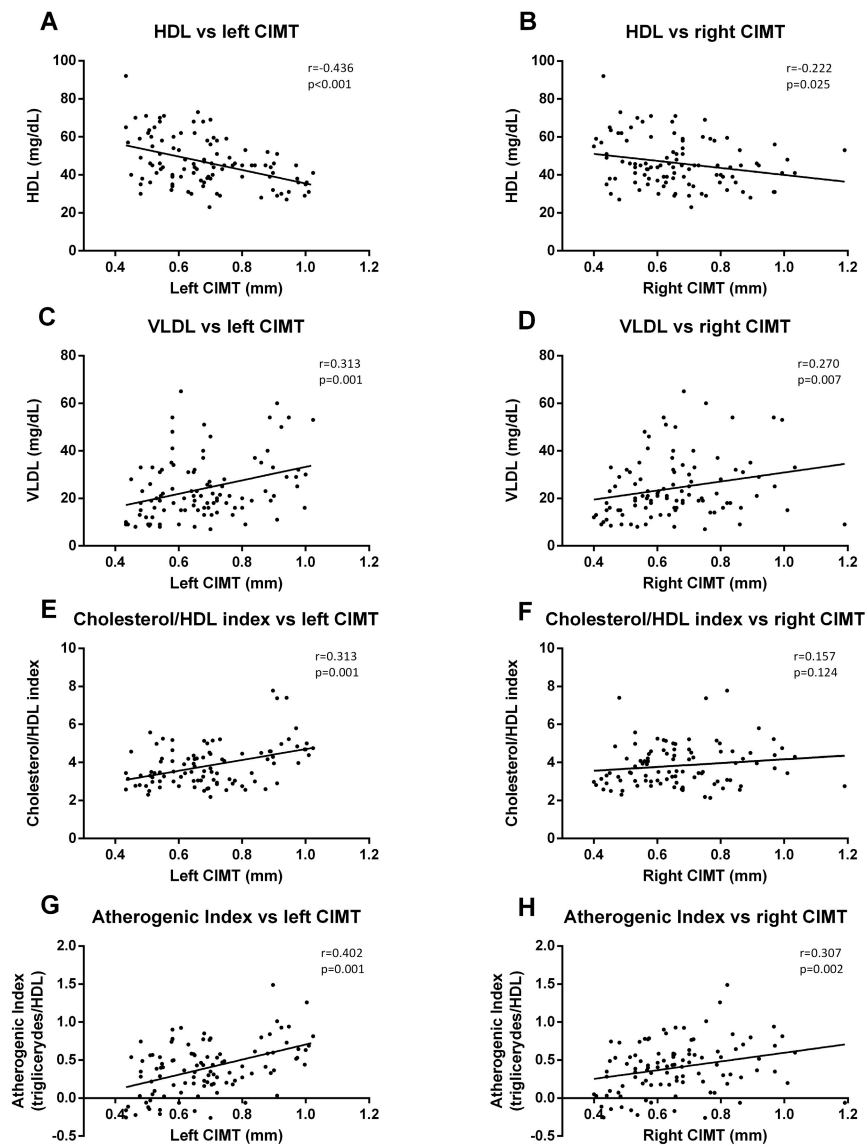 A
HDL vs left CIMT
r=-0.436
p<0.001
HDL (mg/dL)
100
80
60
40
20
0
0.4 0.6 0.8 1.0 1.2
Left CIMT (mm)
B
HDL vs right CIMT
r=-0.222
p=0.025
HDL (mg/dL)
100
80
60
40
20
0
0.4 0.6 0.8 1.0 1.2
Right CIMT (mm)
C
VLDL vs left CIMT
r=0.313
p=0.001
VLDL (mg/dL)
80
60
40
20
0
0.4 0.6 0.8 1.0 1.2
Left CIMT (mm)
D
VLDL vs right CIMT
r=0.270
p=0.007
VLDL (mg/dL)
80
60
40
20
0
0.4 0.6 0.8 1.0 1.2
Right CIMT (mm)
E
Cholesterol/HDL index vs left CIMT
r=0.313
p=0.001
Cholesterol/HDL index
10
8
6
4
2
0
0.4 0.6 0.8 1.0 1.2
Left CIMT (mm)
F
Cholesterol/HDL index vs right CIMT
r=0.157
p=0.124
Cholesterol/HDL index
10
8
6
4
2
0
0.4 0.6 0.8 1.0 1.2
Right CIMT (mm)
G
Atherogenic Index vs left CIMT
r=0.402
p=0.001
Atherogenic Index
(triglicerydes/HDL)
2.0
1.5
1.0
0.5
0.0
-0.5
0.4 0.6 0.8 1.0 1.2
Left CIMT (mm)
H
Atherogenic Index vs right CIMT
r=0.307
p=0.002
Atherogenic Index
(triglicerydes/HDL)
2.0
1.5
1.0
0.5
0.0
-0.5
0.4 0.6 0.8 1.0 1.2
Right CIMT (mm)